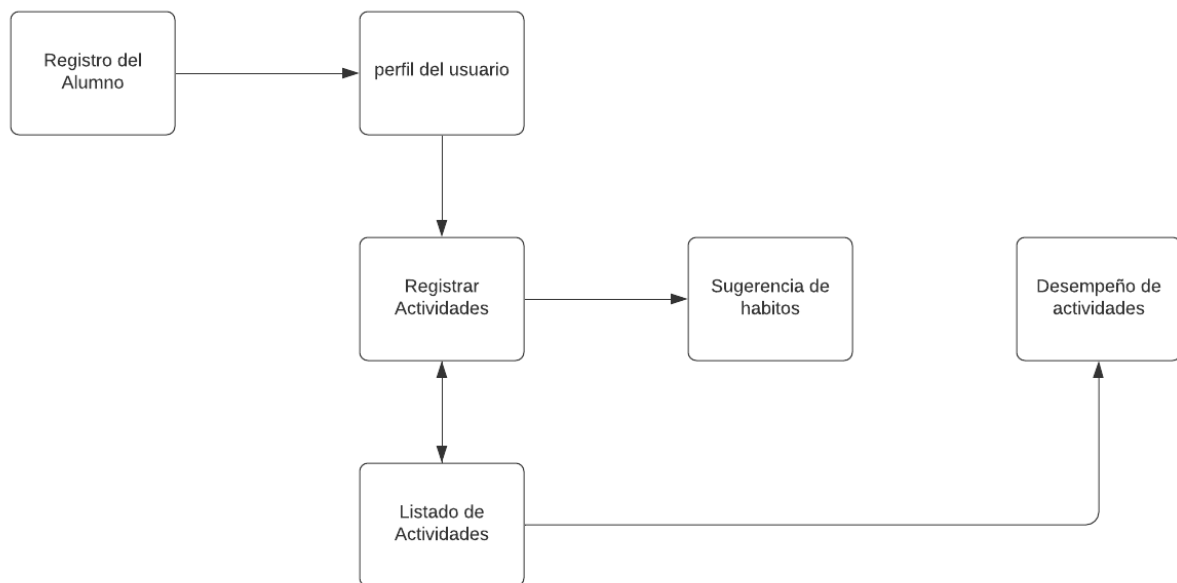 Registro del
Alumno
perfil del usuario
Registrar
Actividades
Sugerencia de
habitos
Desempeño de
actividades
Listado de
Actividades